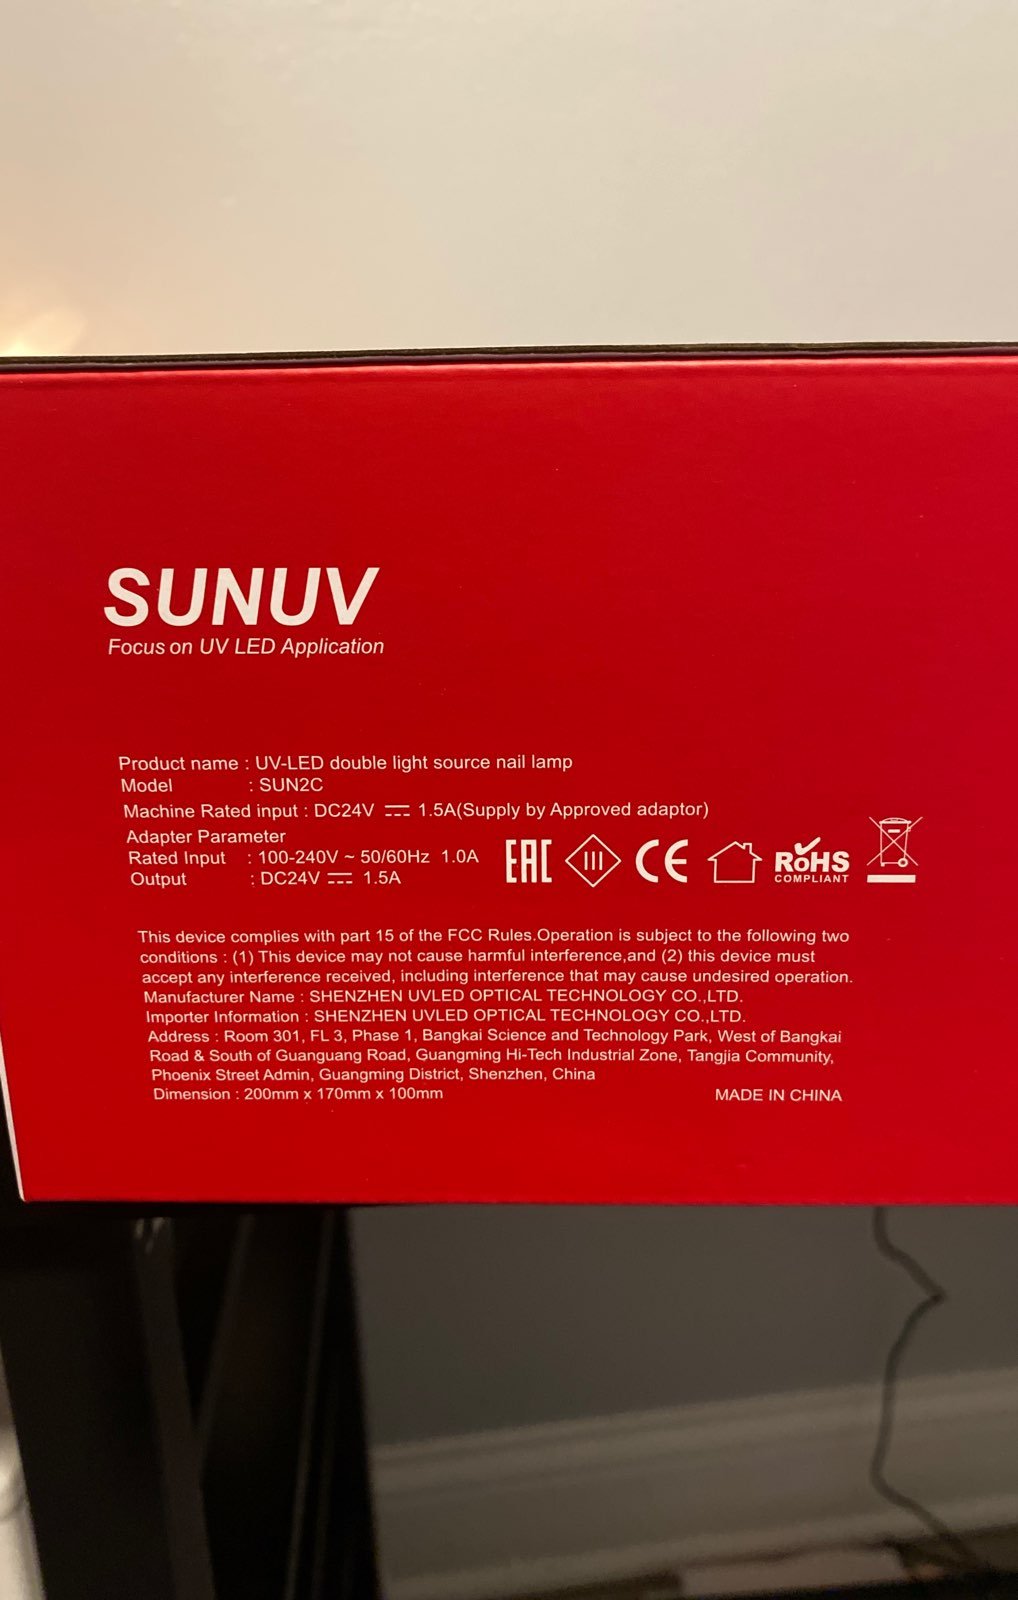 SUNUV
Focus on UV LED Application
Product name : UV-LED double light source nail lamp
Model : SUN2C
Machine Rated input : DC24V ⎓ 1.5A(Supply by Approved adaptor)
Adapter Parameter
Rated Input : 100-240V ~ 50/60Hz 1.0A
Output : DC24V ⎓ 1.5A
EAC III CE RoHS
COMPLIANT
This device complies with part 15 of the FCC Rules.Operation is subject to the following two
conditions : (1) This device may not cause harmful interference,and (2) this device must
accept any interference received, including interference that may cause undesired operation.
Manufacturer Name : SHENZHEN UVLED OPTICAL TECHNOLOGY CO.,LTD.
Importer Information : SHENZHEN UVLED OPTICAL TECHNOLOGY CO.,LTD.
Address : Room 301, FL 3, Phase 1, Bangkai Science and Technology Park, West of Bangkai
Road & South of Guanguang Road, Guangming Hi-Tech Industrial Zone, Tangjia Community,
Phoenix Street Admin, Guangming District, Shenzhen, China
Dimension : 200mm x 170mm x 100mm MADE IN CHINA